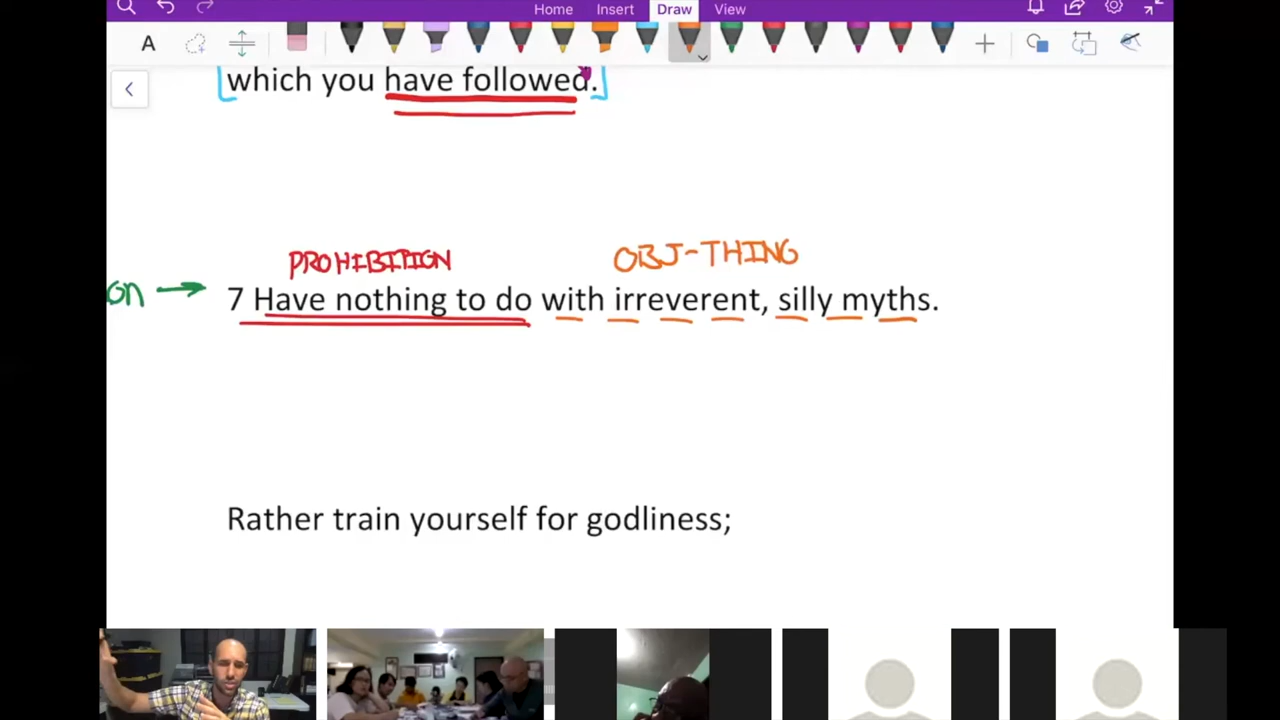 Home Insert Draw View
A
which you have followed.
PROHIBITION OBJ-THING
on → 7 Have nothing to do with irreverent, silly myths.
Rather train yourself for godliness;